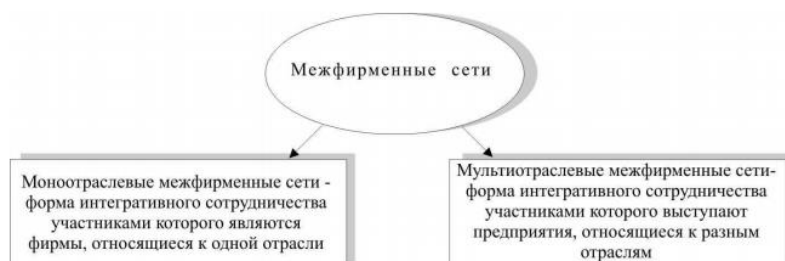 Межфирменные сети
Моноотраслевые межфирменные сети -
форма интегративного сотрудничества
участниками которого являются
фирмы, относящиеся к одной отрасли
Мультиотраслевые межфирменные сети-
форма интегративного сотрудничества
участниками которого выступают
предприятия, относящиеся к разным
отраслям